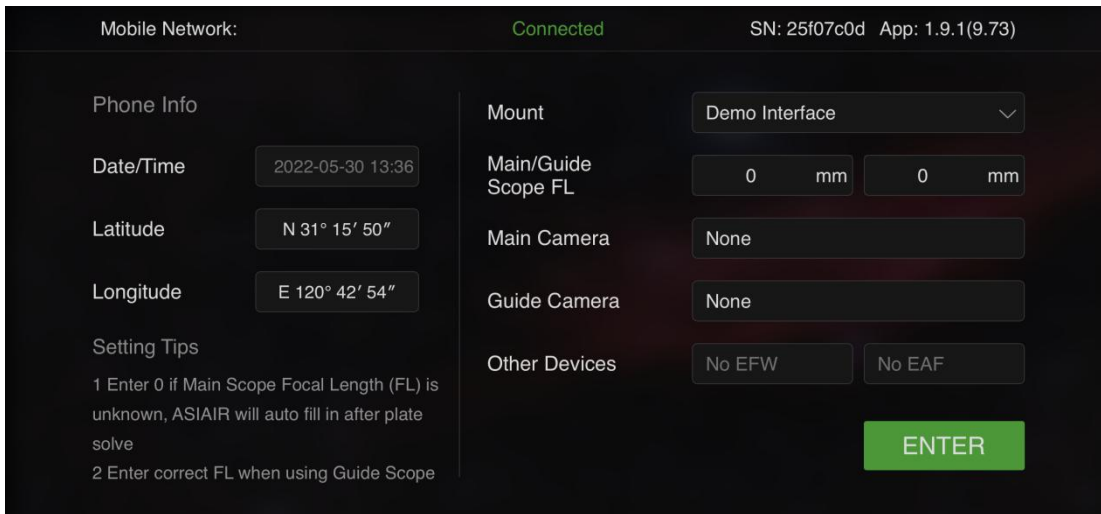 Mobile Network:
Connected
SN: 25f07c0d App: 1.9.1(9.73)
Phone Info
Date/Time
2022-05-30 13:36
Latitude
N 31° 15′ 50″
Longitude
E 120° 42′ 54″
Setting Tips
1 Enter 0 if Main Scope Focal Length (FL) is
unknown, ASIAIR will auto fill in after plate
solve
2 Enter correct FL when using Guide Scope
Mount
Demo Interface
Main/Guide
Scope FL
0 mm
0 mm
Main Camera
None
Guide Camera
None
Other Devices
No EFW
No EAF
ENTER